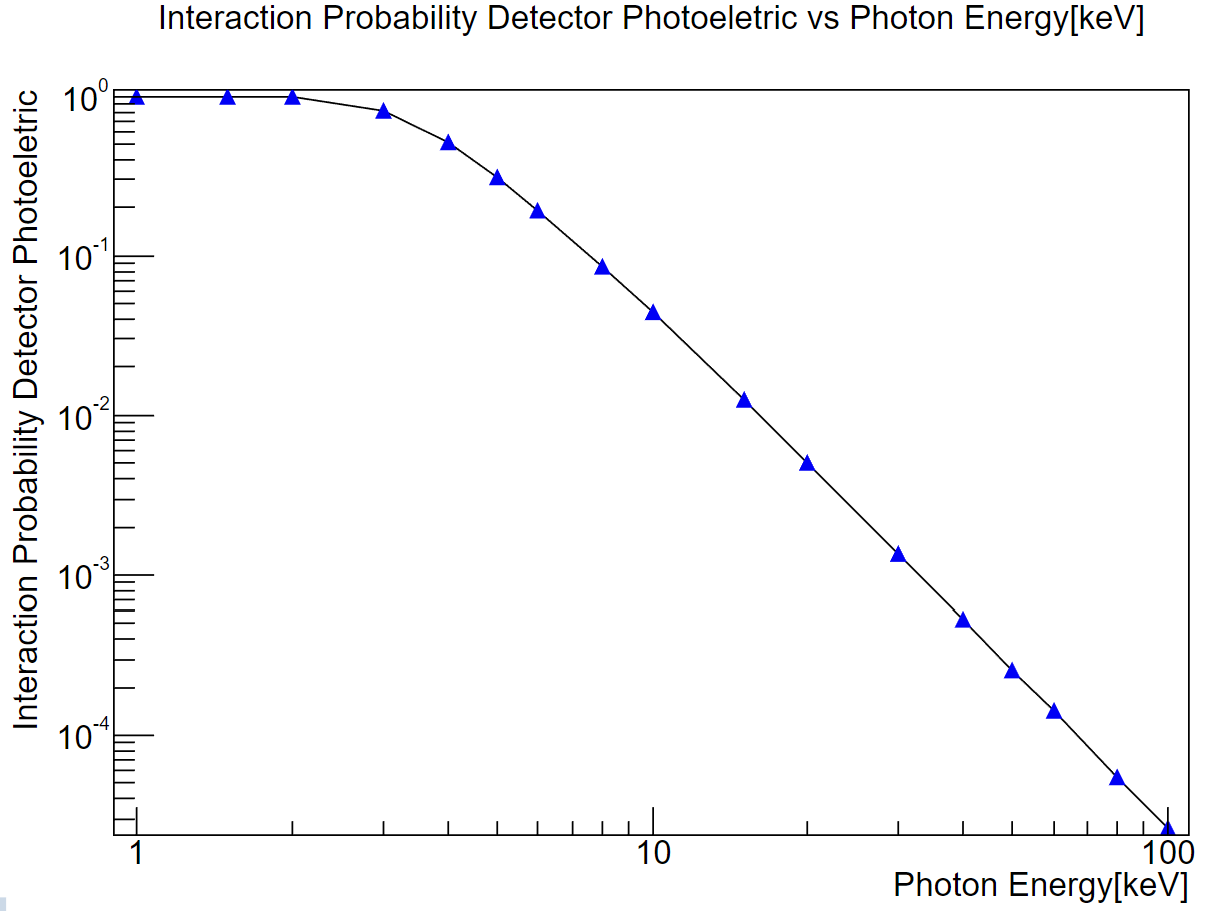 Interaction Probability Detector Photoeletric vs Photon Energy[keV]
Interaction Probability Detector Photoeletric
10^0
10^-1
10^-2
10^-3
10^-4
1 10 100
Photon Energy[keV]